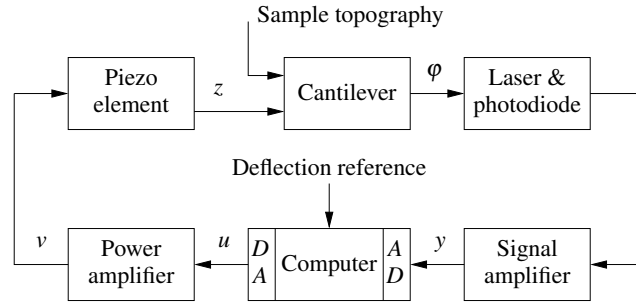 Sample topography
Piezo
element
z
Cantilever
φ
Laser &
photodiode
Deflection reference
v
Power
amplifier
u
D
A
Computer
A
D
y
Signal
amplifier